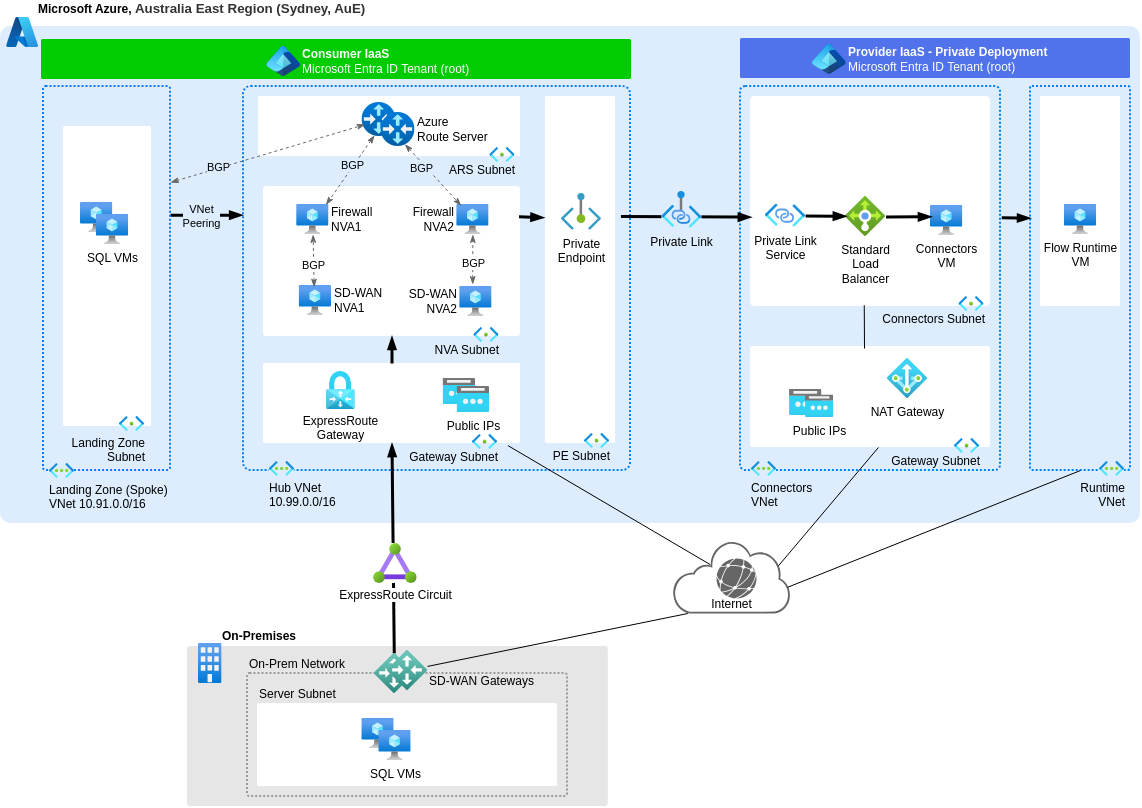 Microsoft Azure, Australia East Region (Sydney, AuE)
Consumer IaaS
Microsoft Entra ID Tenant (root)
Provider IaaS - Private Deployment
Microsoft Entra ID Tenant (root)
SQL VMs
Landing Zone
Subnet
Landing Zone (Spoke)
VNet 10.91.0.0/16
BGP
VNet
Peering
Azure
Route Server
ARS Subnet
BGP
BGP
Firewall
NVA1
Firewall
NVA2
BGP
BGP
SD-WAN
NVA1
SD-WAN
NVA2
NVA Subnet
ExpressRoute
Gateway
Public IPs
Gateway Subnet
Hub VNet
10.99.0.0/16
Private
Endpoint
PE Subnet
Private Link
Private Link
Service
Standard
Load
Balancer
Connectors
VM
Connectors Subnet
NAT Gateway
Public IPs
Gateway Subnet
Connectors
VNet
Flow Runtime
VM
Runtime
VNet
Internet
ExpressRoute Circuit
On-Premises
On-Prem Network
SD-WAN Gateways
Server Subnet
SQL VMs